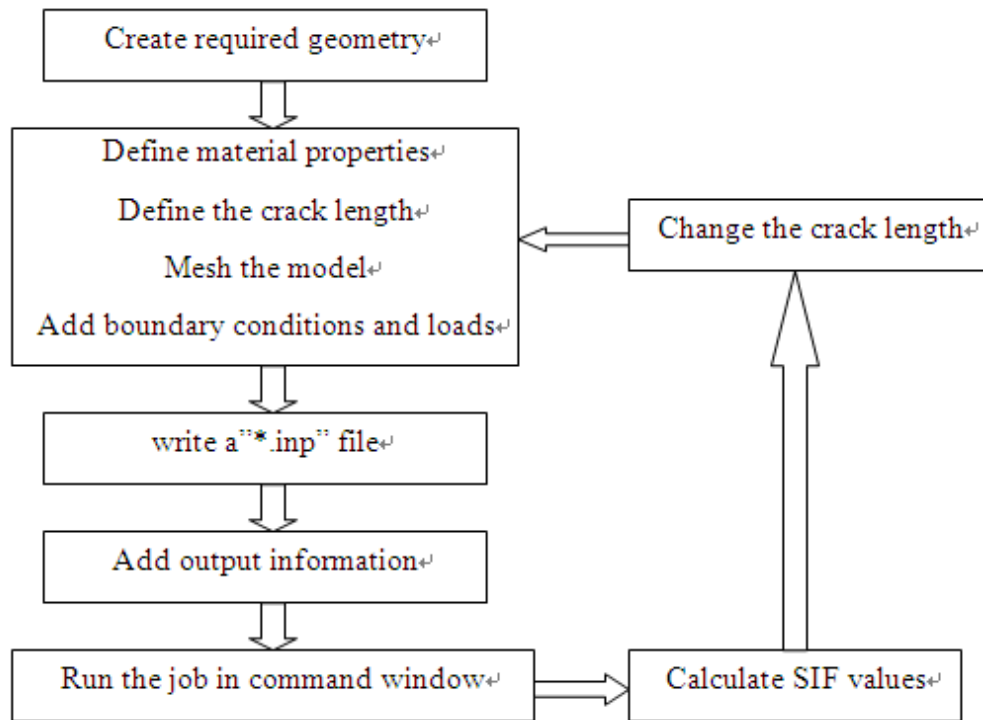 Create required geometry↵
Define material properties↵
Define the crack length↵
Mesh the model↵
Add boundary conditions and loads↵
Change the crack length↵
write a”*.inp” file↵
Add output information↵
Run the job in command window↵
Calculate SIF values↵